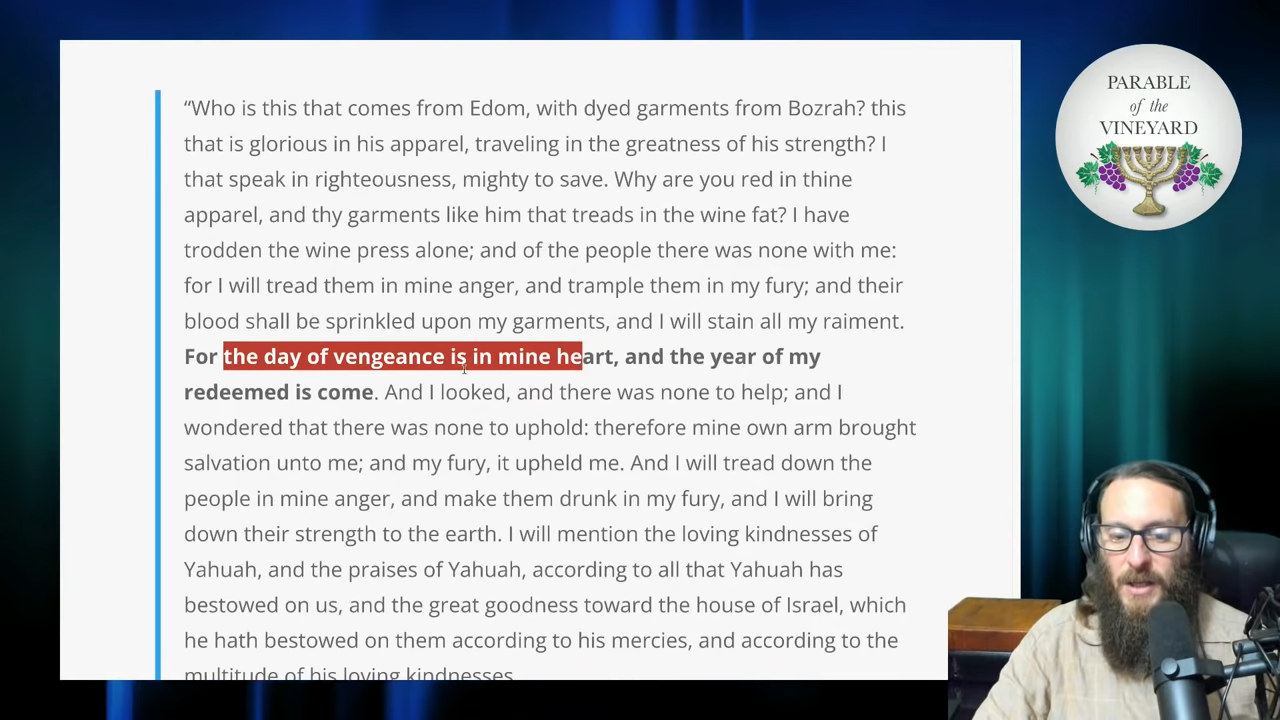 “Who is this that comes from Edom, with dyed garments from Bozrah? this
that is glorious in his apparel, traveling in the greatness of his strength? I
that speak in righteousness, mighty to save. Why are you red in thine
apparel, and thy garments like him that treads in the wine fat? I have
trodden the wine press alone; and of the people there was none with me:
for I will tread them in mine anger, and trample them in my fury; and their
blood shall be sprinkled upon my garments, and I will stain all my raiment.
For the day of vengeance is in mine heart, and the year of my
redeemed is come. And I looked, and there was none to help; and I
wondered that there was none to uphold: therefore mine own arm brought
salvation unto me; and my fury, it upheld me. And I will tread down the
people in mine anger, and make them drunk in my fury, and I will bring
down their strength to the earth. I will mention the loving kindnesses of
Yahuah, and the praises of Yahuah, according to all that Yahuah has
bestowed on us, and the great goodness toward the house of Israel, which
he hath bestowed on them according to his mercies, and according to the
multitude of his loving kindnesses.
PARABLE
of the
VINEYARD